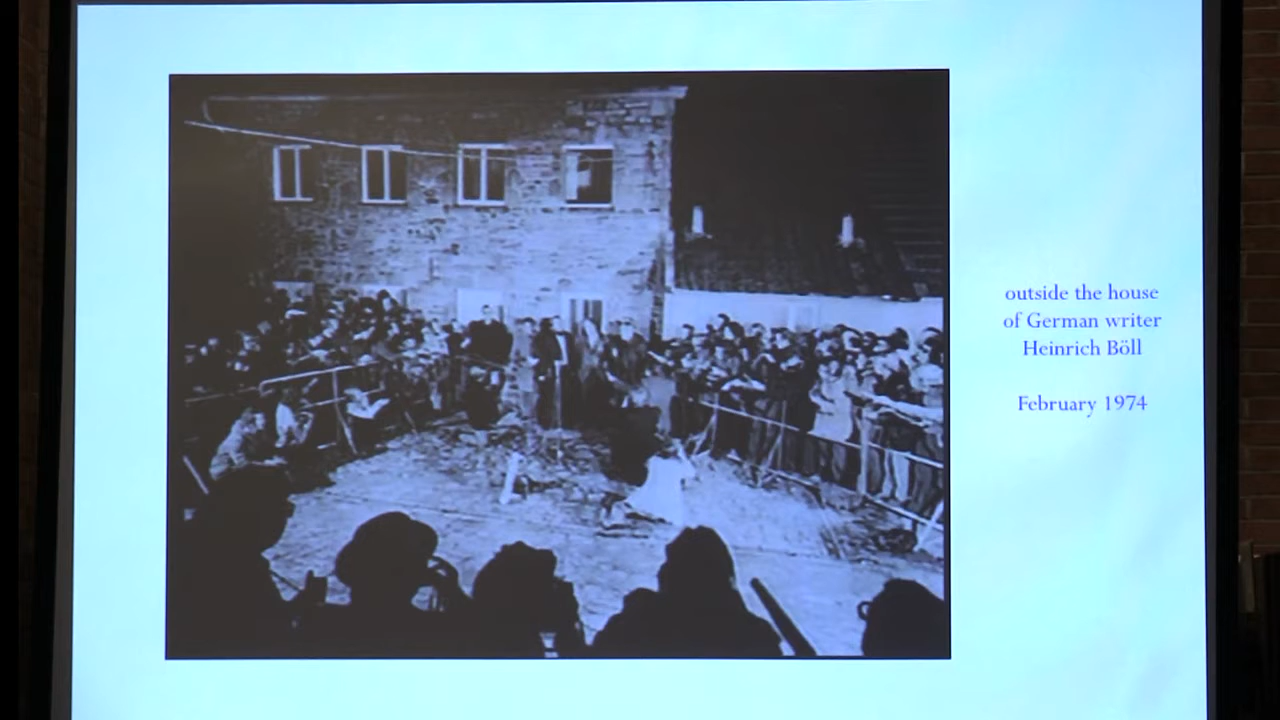 outside the house
of German writer
Heinrich Böll
February 1974